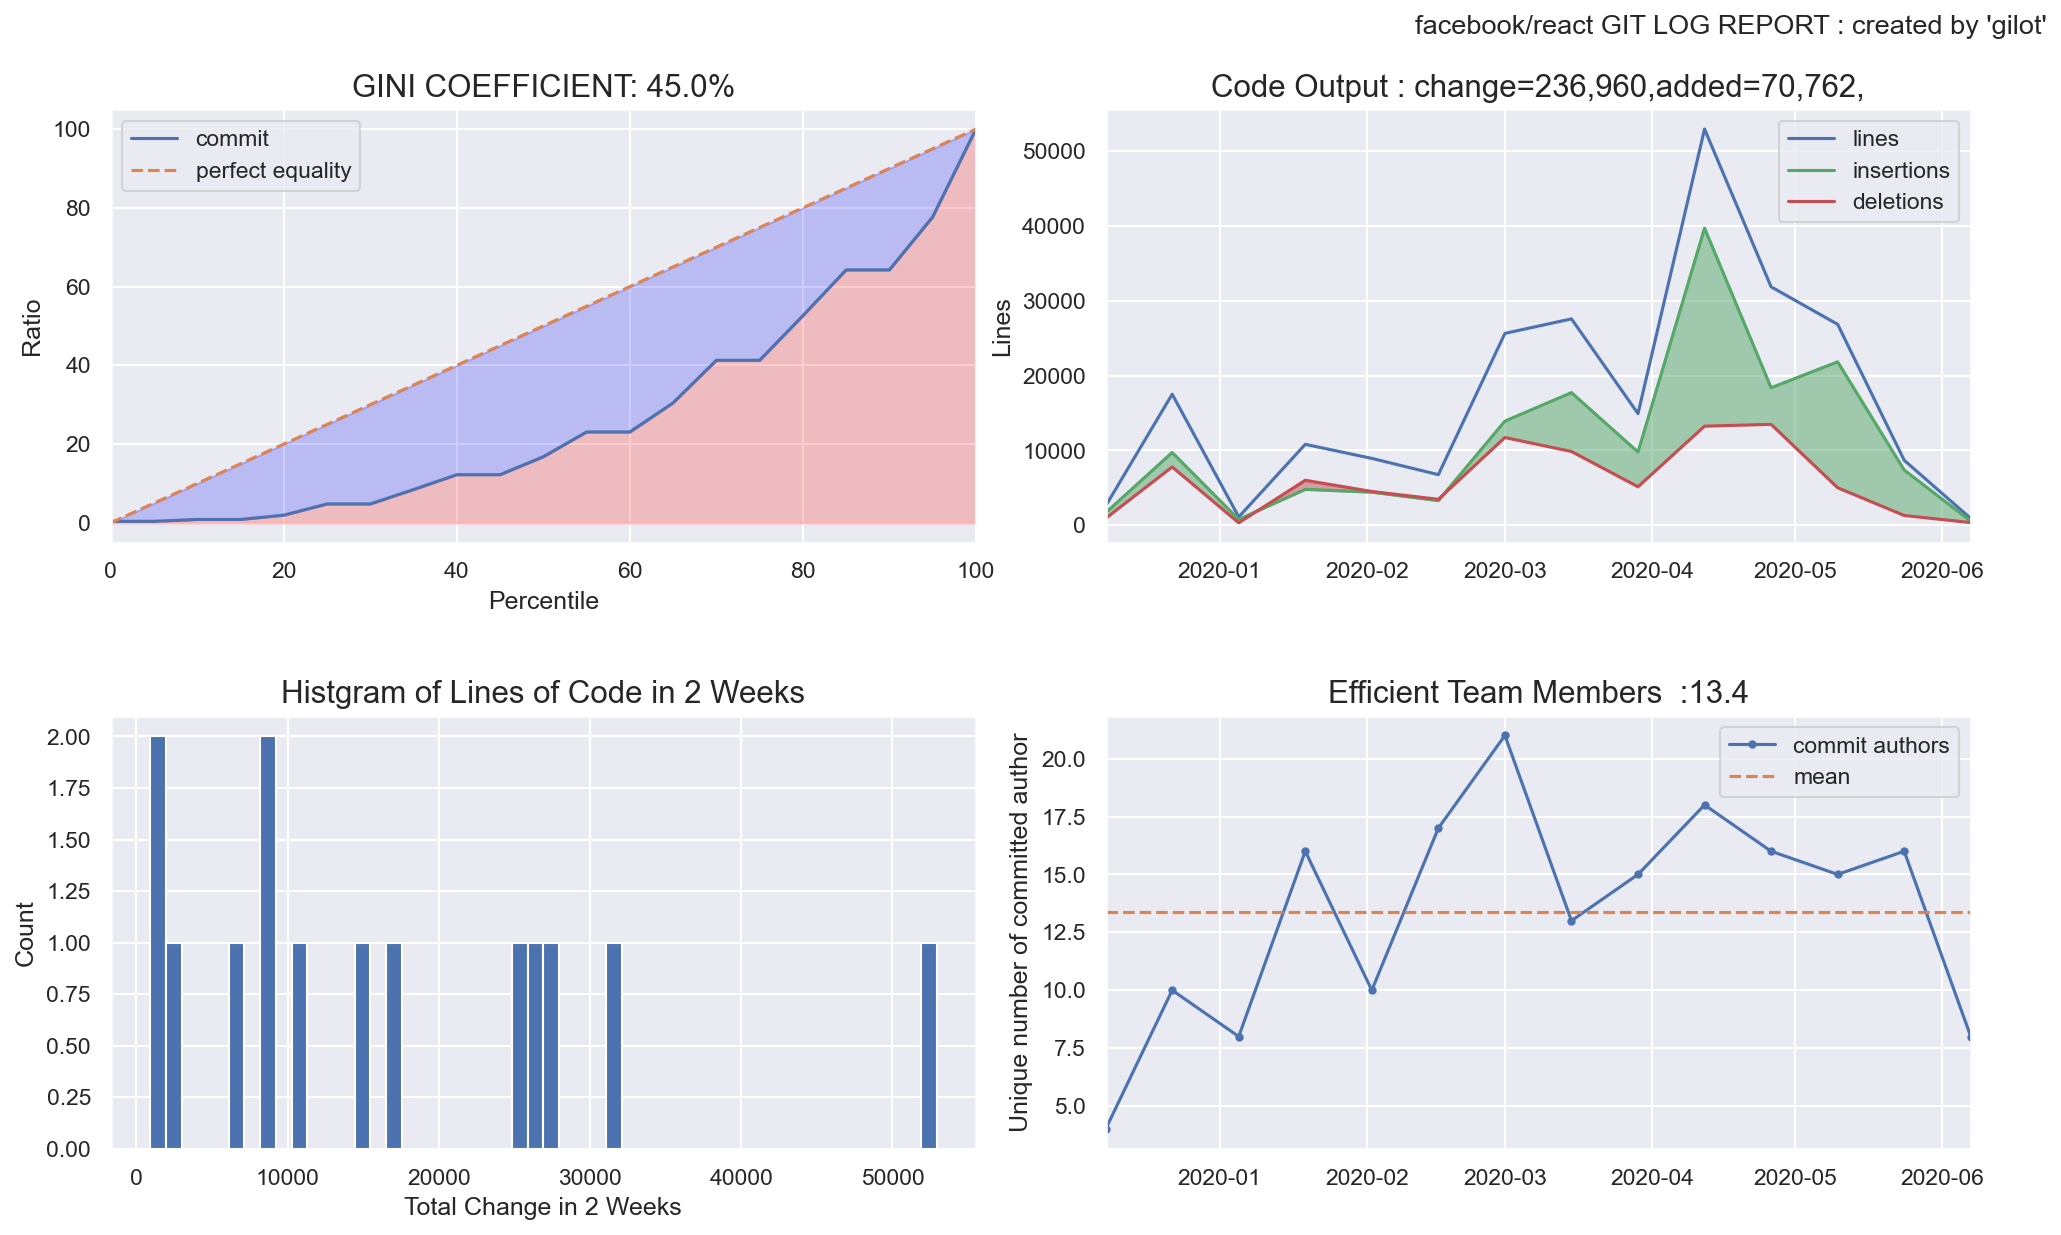 facebook/react GIT LOG REPORT : created by 'gilot'
GINI COEFFICIENT: 45.0%
commit
perfect equality
100
80
60
40
20
0
Ratio
0 20 40 60 80 100
Percentile
Code Output : change=236,960,added=70,762,
lines
insertions
deletions
50000
40000
30000
20000
10000
0
Lines
2020-01 2020-02 2020-03 2020-04 2020-05 2020-06
Histgram of Lines of Code in 2 Weeks
2.00
1.75
1.50
1.25
1.00
0.75
0.50
0.25
0.00
Count
0 10000 20000 30000 40000 50000
Total Change in 2 Weeks
Efficient Team Members  :13.4
commit authors
mean
20.0
17.5
15.0
12.5
10.0
7.5
5.0
Unique number of committed author
2020-01 2020-02 2020-03 2020-04 2020-05 2020-06